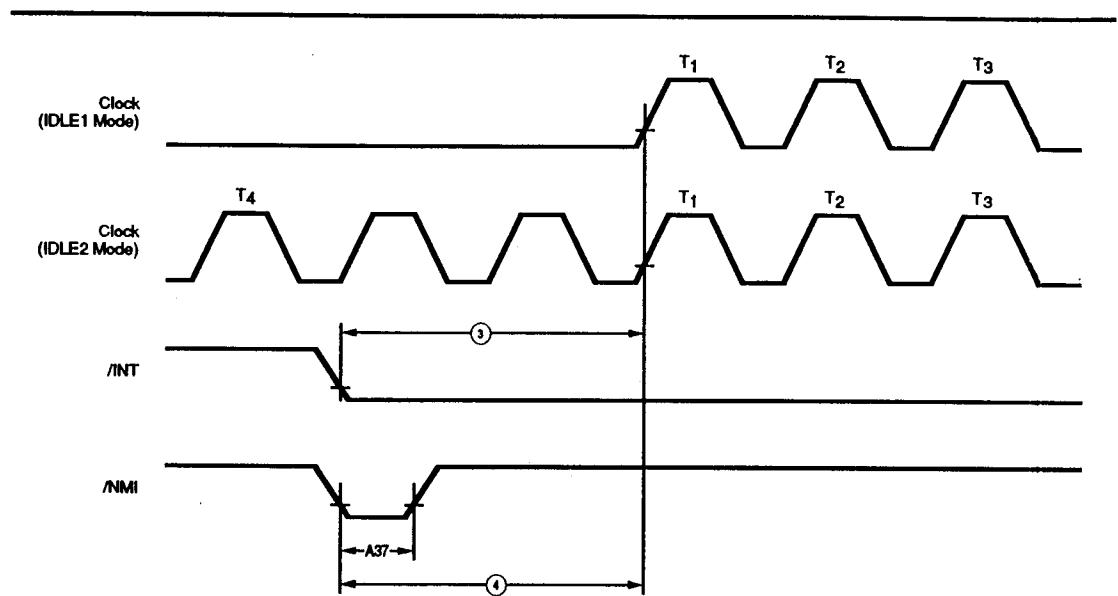 T1 T2 T3
Clock
(IDLE1 Mode)
T4 T1 T2 T3
Clock
(IDLE2 Mode)
3
/INT
/NMI
A37
4